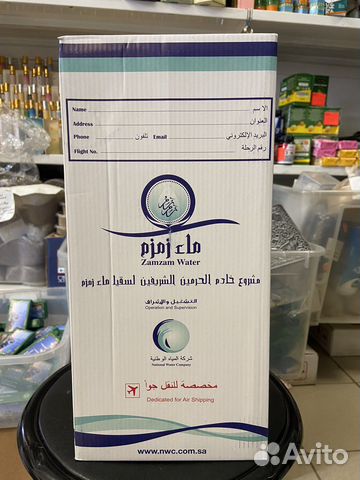 Name الاسم
Address العنوان
Phone تلفون Email البريد الإلكتروني
Flight No. رقم الرحلة
زمزم
ماء زمزم
Zamzam Water
مشروع خادم الحرمين الشريفين لسقيا ماء زمزم
التشغيل والإشراف
Operation and Supervision
شركة المياه الوطنية
National Water Company
مخصصة للنقل جواً
Dedicated for Air Shipping
www.nwc.com.sa
Avito